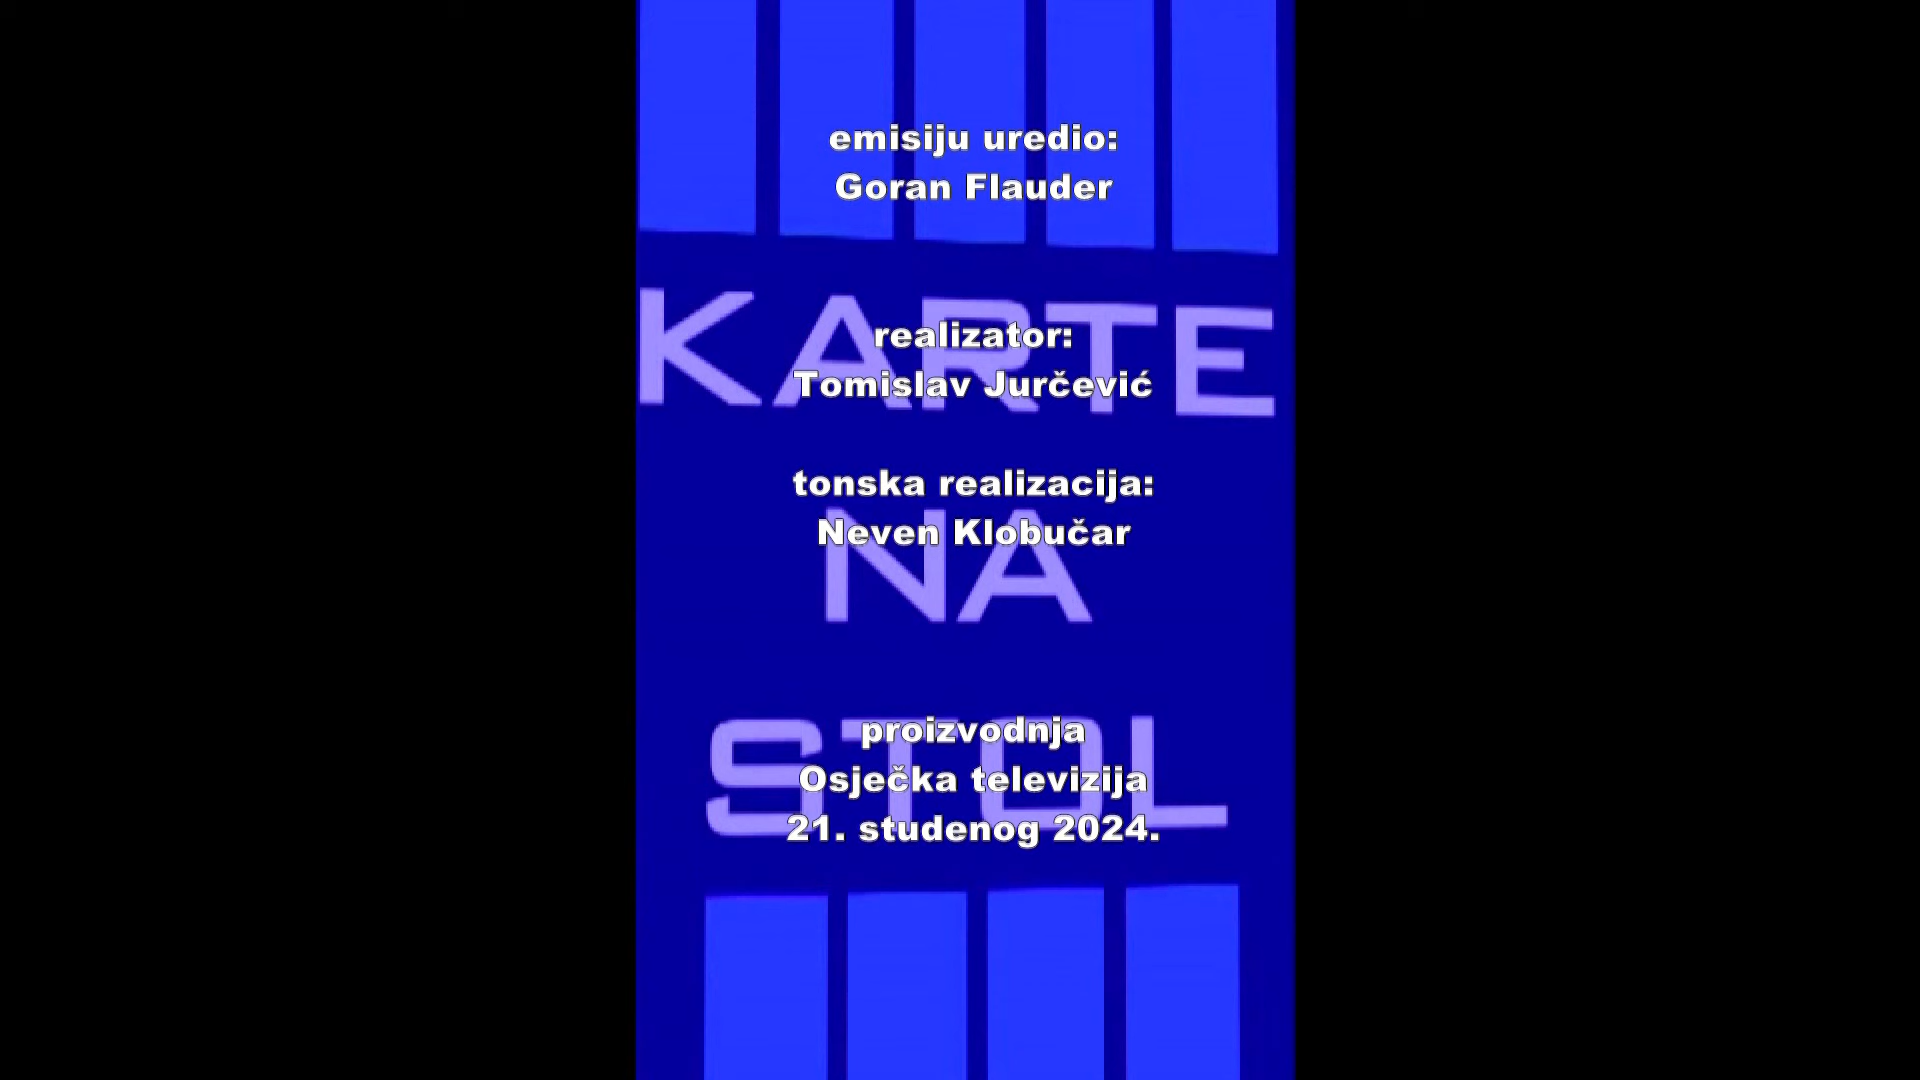 emisiju uredio:
Goran Flauder
KARTE
realizator:
Tomislav Jurčević
tonska realizacija:
Neven Klobučar
NA
STOL
proizvodnja
Osječka televizija
21. studenog 2024.